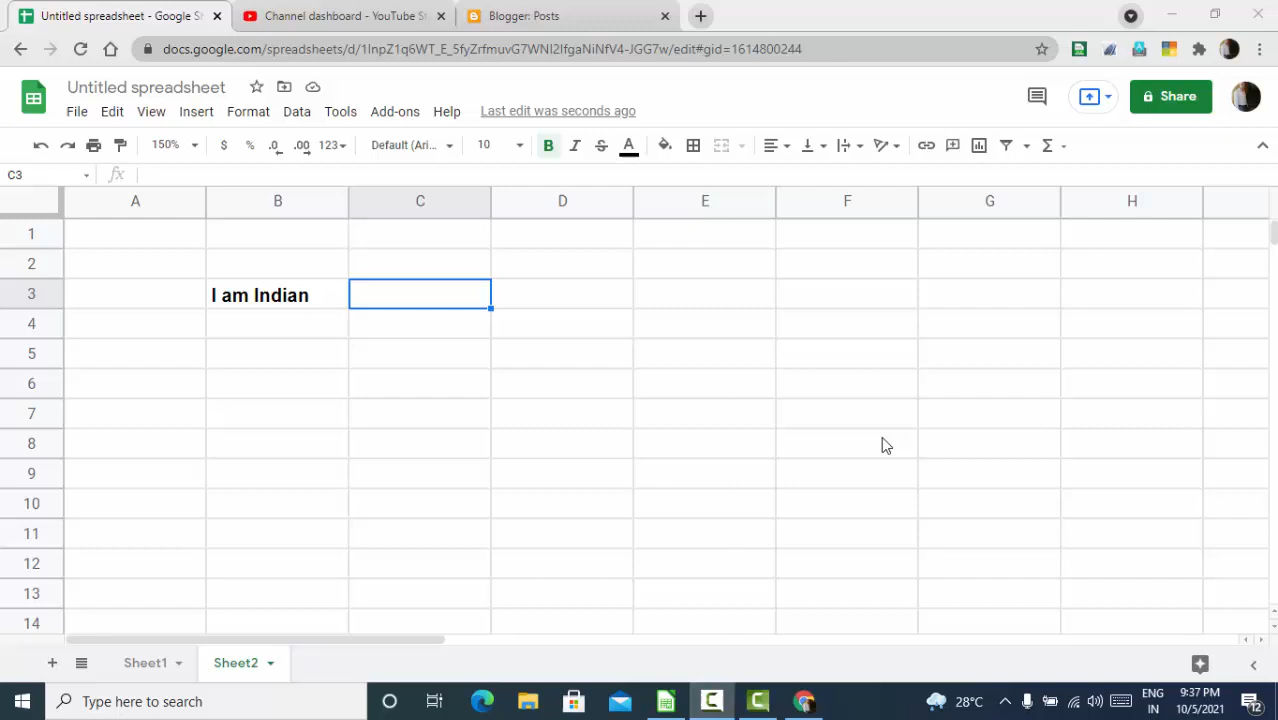 Untitled spreadsheet - Google S
Channel dashboard - YouTube St
Blogger: Posts
docs.google.com/spreadsheets/d/1InpZ1q6WT_E_5fyZrfmuvG7WNI2IfgaNiNfV4-JGG7w/edit#gid=1614800244
Untitled spreadsheet
File Edit View Insert Format Data Tools Add-ons Help Last edit was seconds ago
Share
150% $ % .0 .00 123 Default (Ari... 10 B I S A Σ
C3 fx
A B C D E F G H
1
2
3 I am Indian
4
5
6
7
8
9
10
11
12
13
14
+ Sheet1 Sheet2
Type here to search
28°C
ENG
IN
9:37 PM
10/5/2021
12